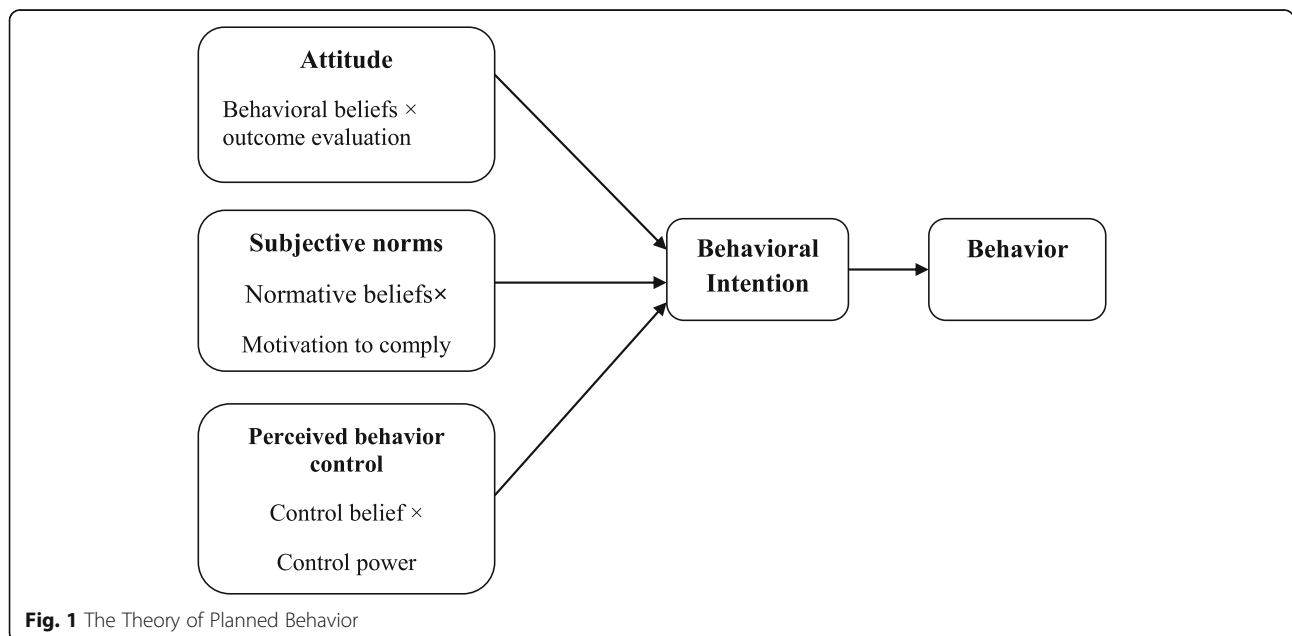 Attitude
Behavioral beliefs ×
outcome evaluation
Subjective norms
Normative beliefs×
Motivation to comply
Perceived behavior
control
Control belief ×
Control power
Behavioral
Intention
Behavior
Fig. 1 The Theory of Planned Behavior